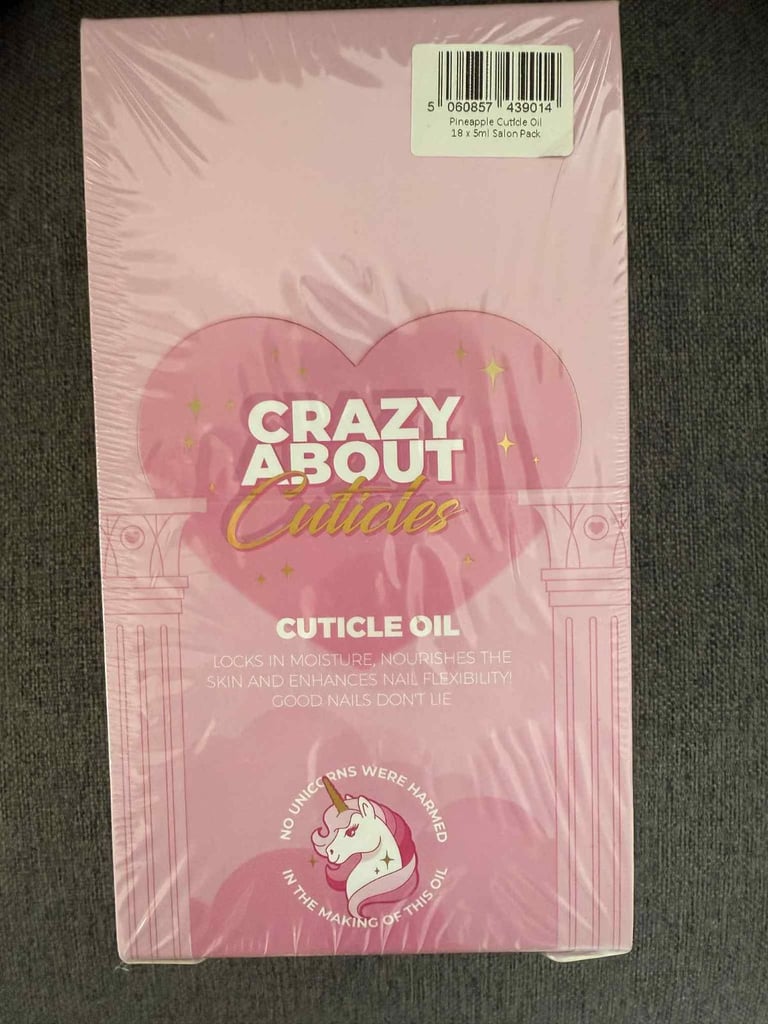 5 060857 439014
Pineapple Cuticle Oil
18 x 5ml Salon Pack
CRAZY
ABOUT
Cuticles
CUTICLE OIL
LOCKS IN MOISTURE, NOURISHES THE
SKIN AND ENHANCES NAIL FLEXIBILITY!
GOOD NAILS DON'T LIE
NO UNICORNS WERE HARMED
IN THE MAKING OF THIS OIL